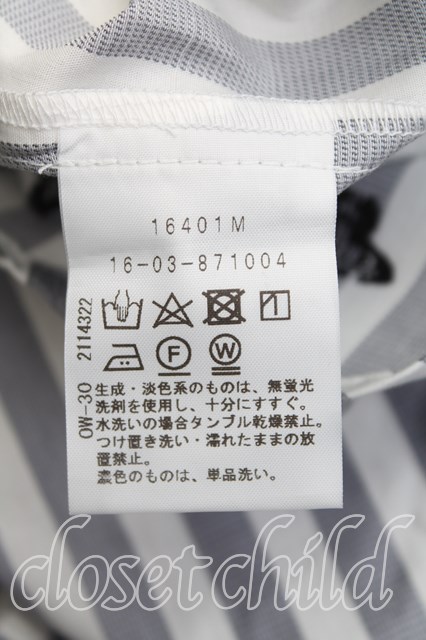 16401M
16-03-871004
F
W
0W-30 2114322
生成・淡色系のものは、無蛍光
洗剤を使用し、十分にすすぐ。
水洗いの場合タンブル乾燥禁止。
つけ置き洗い・濡れたままの放
置禁止。
濃色のものは、単品洗い。
closet child